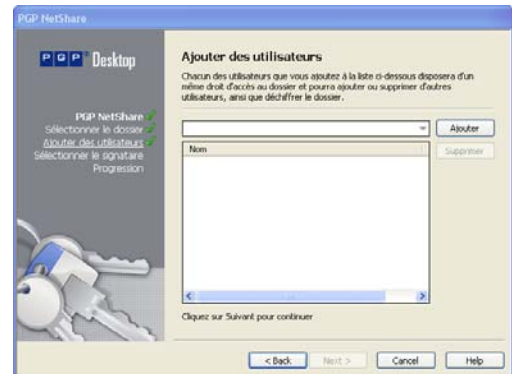 PGP NetShare
PGP Desktop
PGP NetShare
Sélectionner le dossier
Ajouter des utilisateurs
Sélectionner le signataire
Progression
Ajouter des utilisateurs
Chacun des utilisateurs que vous ajoutez à la liste ci-dessous disposera d'un
même droit d'accès au dossier et pourra ajouter ou supprimer d'autres
utilisateurs, ainsi que déchiffrer le dossier.
Ajouter
Nom
Supprimer
Cliquez sur Suivant pour continuer
< Back
Next >
Cancel
Help